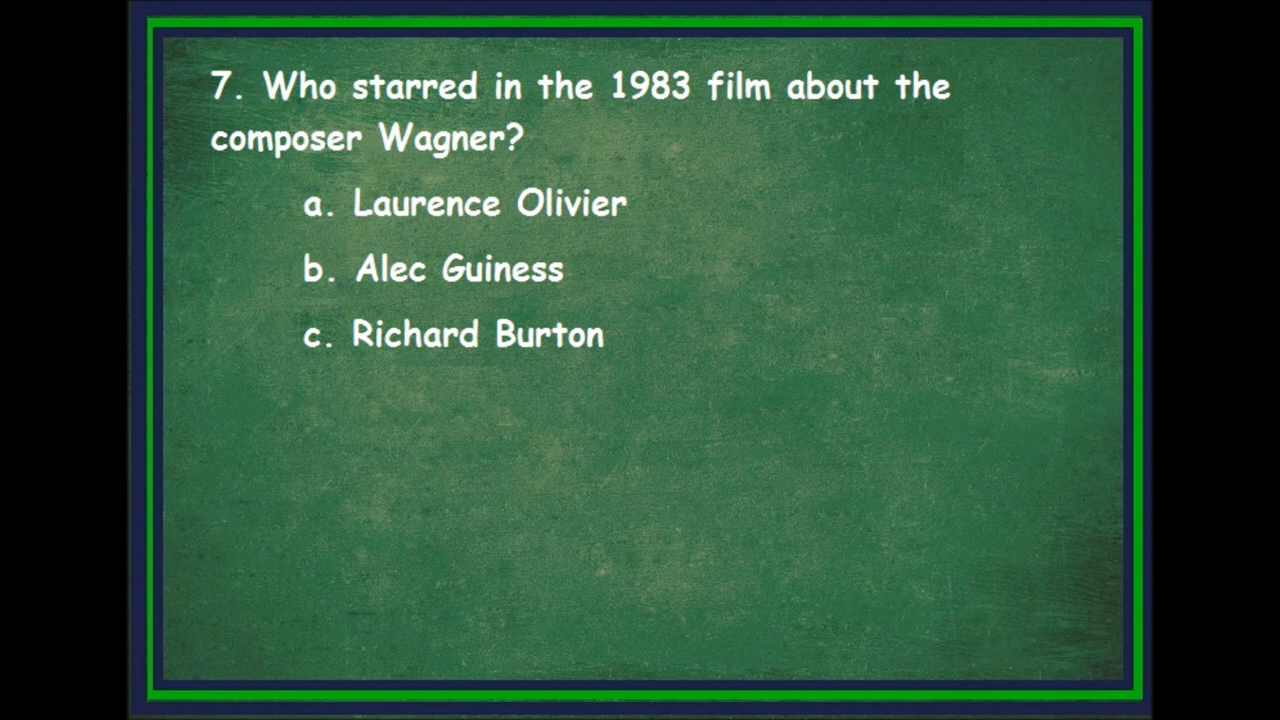 7. Who starred in the 1983 film about the
composer Wagner?
a. Laurence Olivier
b. Alec Guiness
c. Richard Burton